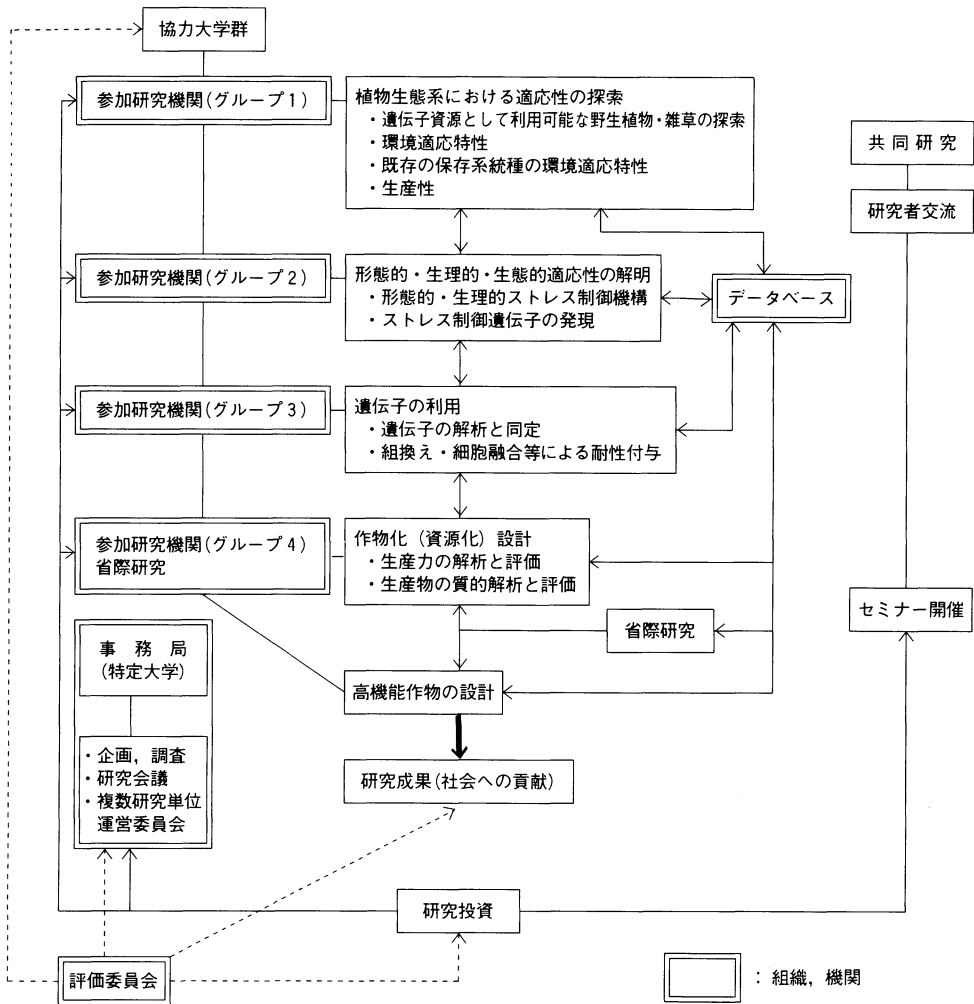 協力大学群
参加研究機関(グループ1)
植物生態系における適応性の探索
・遺伝子資源として利用可能な野生植物・雑草の探索
・環境適応特性
・既存の保存系統種の環境適応特性
・生産性
共同研究
研究者交流
参加研究機関(グループ2)
形態的・生理的・生態的適応性の解明
・形態的・生理的ストレス制御機構
・ストレス制御遺伝子の発現
データベース
参加研究機関(グループ3)
遺伝子の利用
・遺伝子の解析と同定
・組換え・細胞融合等による耐性付与
参加研究機関(グループ4)
省際研究
作物化(資源化)設計
・生産力の解析と評価
・生産物の質的解析と評価
省際研究
セミナー開催
事務局
(特定大学)
・企画,調査
・研究会議
・複数研究単位
運営委員会
高機能作物の設計
研究成果(社会への貢献)
研究投資
評価委員会
:組織,機関